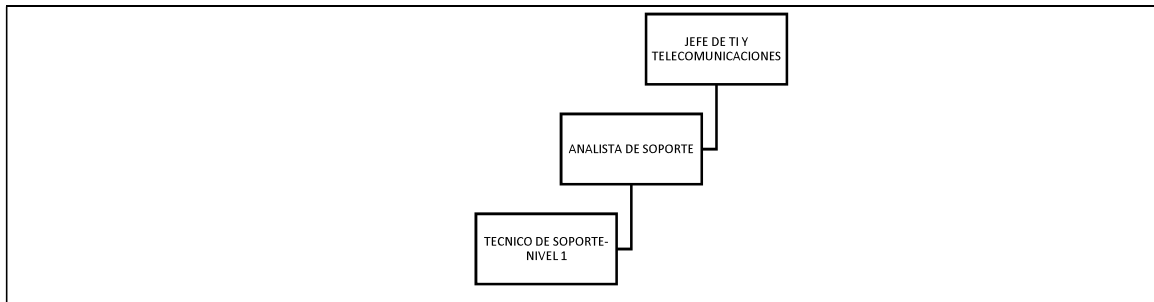 JEFE DE TI Y
TELECOMUNICACIONES
ANALISTA DE SOPORTE
TECNICO DE SOPORTE-
NIVEL 1